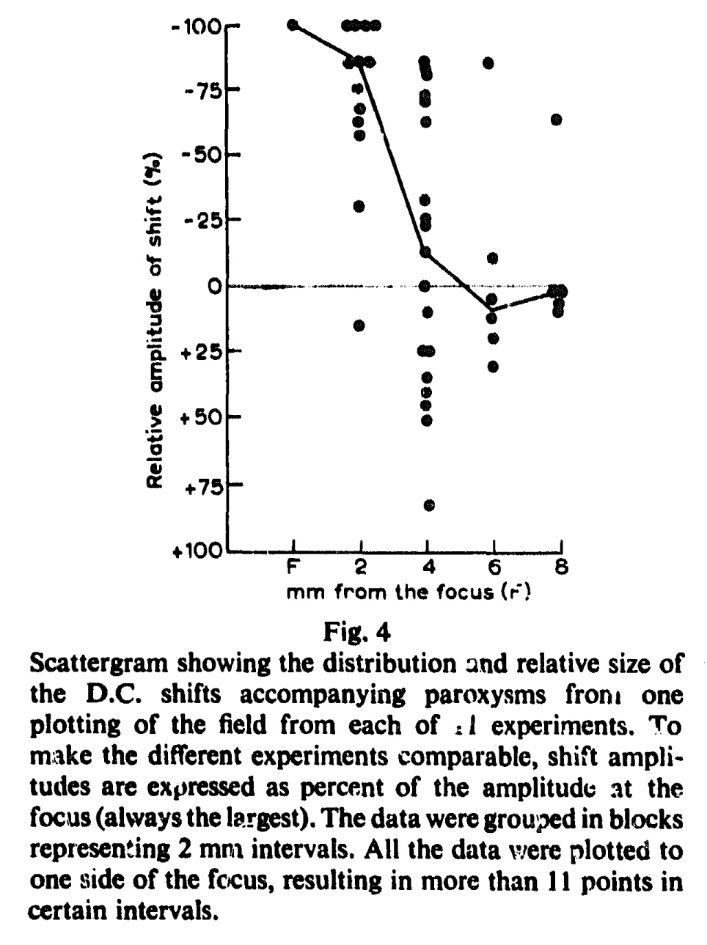 -100
-75
-50
-25
0
+25
+50
+75
+100
Relative amplitude of shift (%)
F 2 4 6 8
mm from the focus (F)
Fig. 4
Scattergram showing the distribution and relative size of
the D.C. shifts accompanying paroxysms from one
plotting of the field from each of experiments. To
make the different experiments comparable, shift ampli-
tudes are expressed as percent of the amplitude at the
focus (always the largest). The data were grouped in blocks
representing 2 mm intervals. All the data were plotted to
one side of the focus, resulting in more than 11 points in
certain intervals.